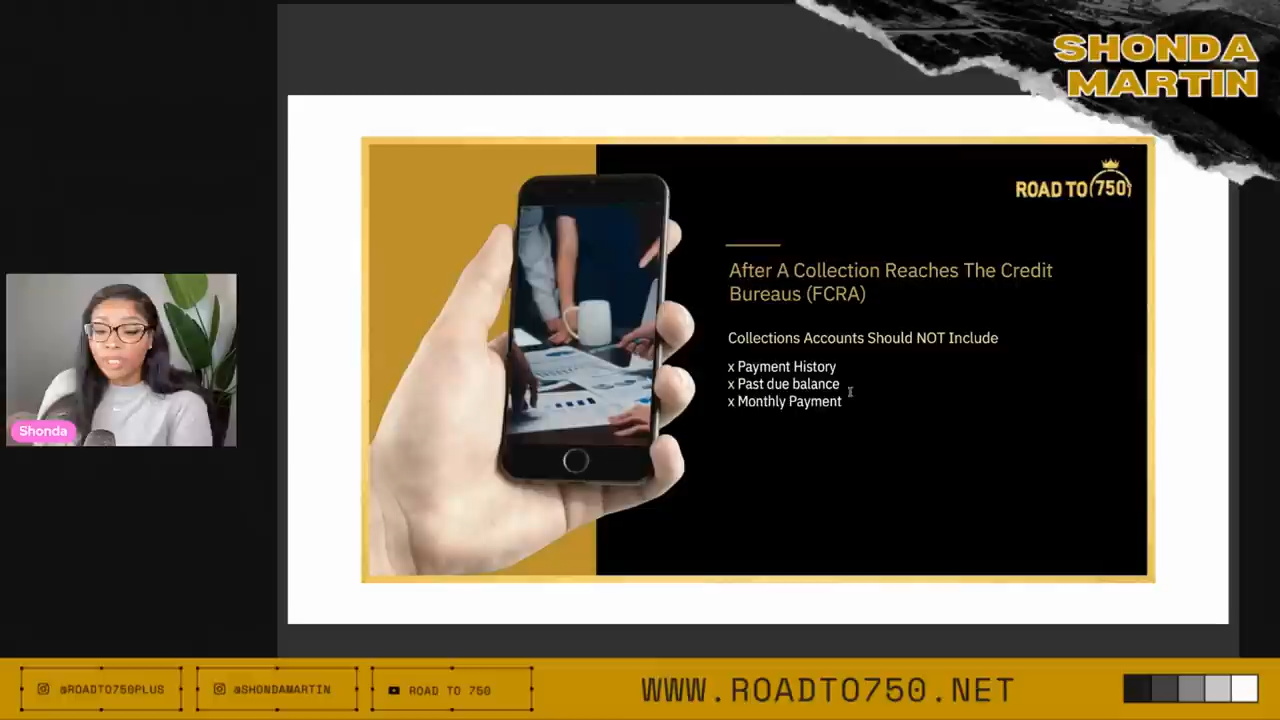 SHONDA
MARTIN
ROAD TO 750
After A Collection Reaches The Credit
Bureaus (FCRA)
Collections Accounts Should NOT Include
x Payment History
x Past due balance
x Monthly Payment
Shonda
@ROADTO750PLUS
@SHONDAMARTIN
ROAD TO 750
WWW.ROADTO750.NET